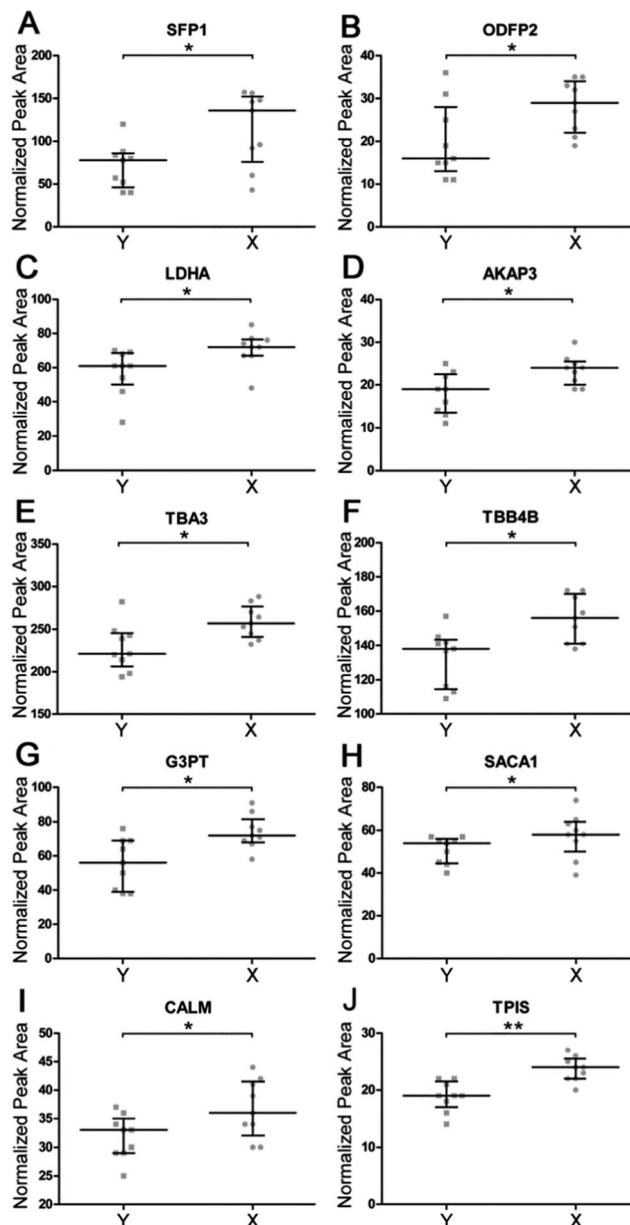 A
SFP1
*
Normalized Peak Area
200
150
100
50
0
Y
X
B
ODFP2
*
Normalized Peak Area
40
30
20
10
0
Y
X
C
LDHA
*
Normalized Peak Area
100
80
60
40
20
0
Y
X
D
AKAP3
*
Normalized Peak Area
40
30
20
10
0
Y
X
E
TBA3
*
Normalized Peak Area
350
300
250
200
150
Y
X
F
TBB4B
*
Normalized Peak Area
200
180
160
140
120
100
Y
X
G
G3PT
*
Normalized Peak Area
100
80
60
40
20
0
Y
X
H
SACA1
*
Normalized Peak Area
80
60
40
20
0
Y
X
I
CALM
*
Normalized Peak Area
50
45
40
35
30
25
20
Y
X
J
TPIS
**
Normalized Peak Area
30
20
10
0
Y
X